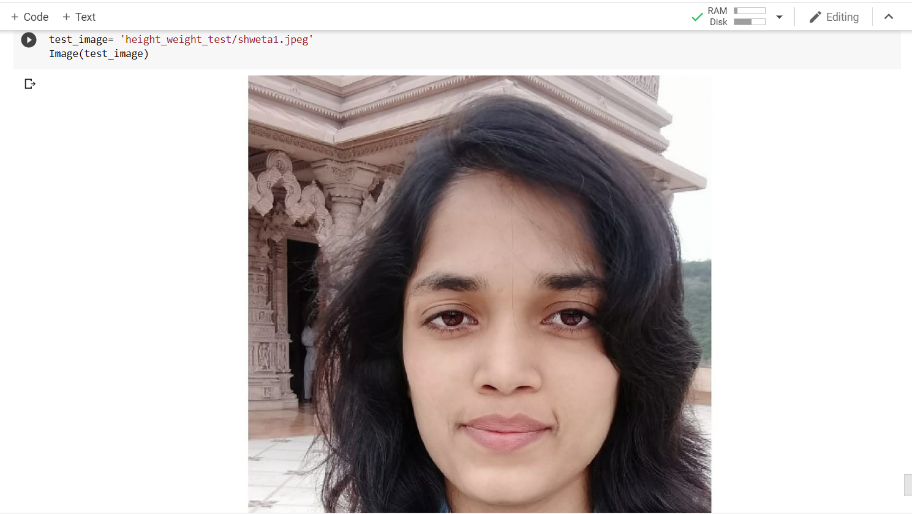 + Code + Text
RAM
Disk
Editing
test_image= 'height_weight_test/shweta1.jpeg'
Image(test_image)